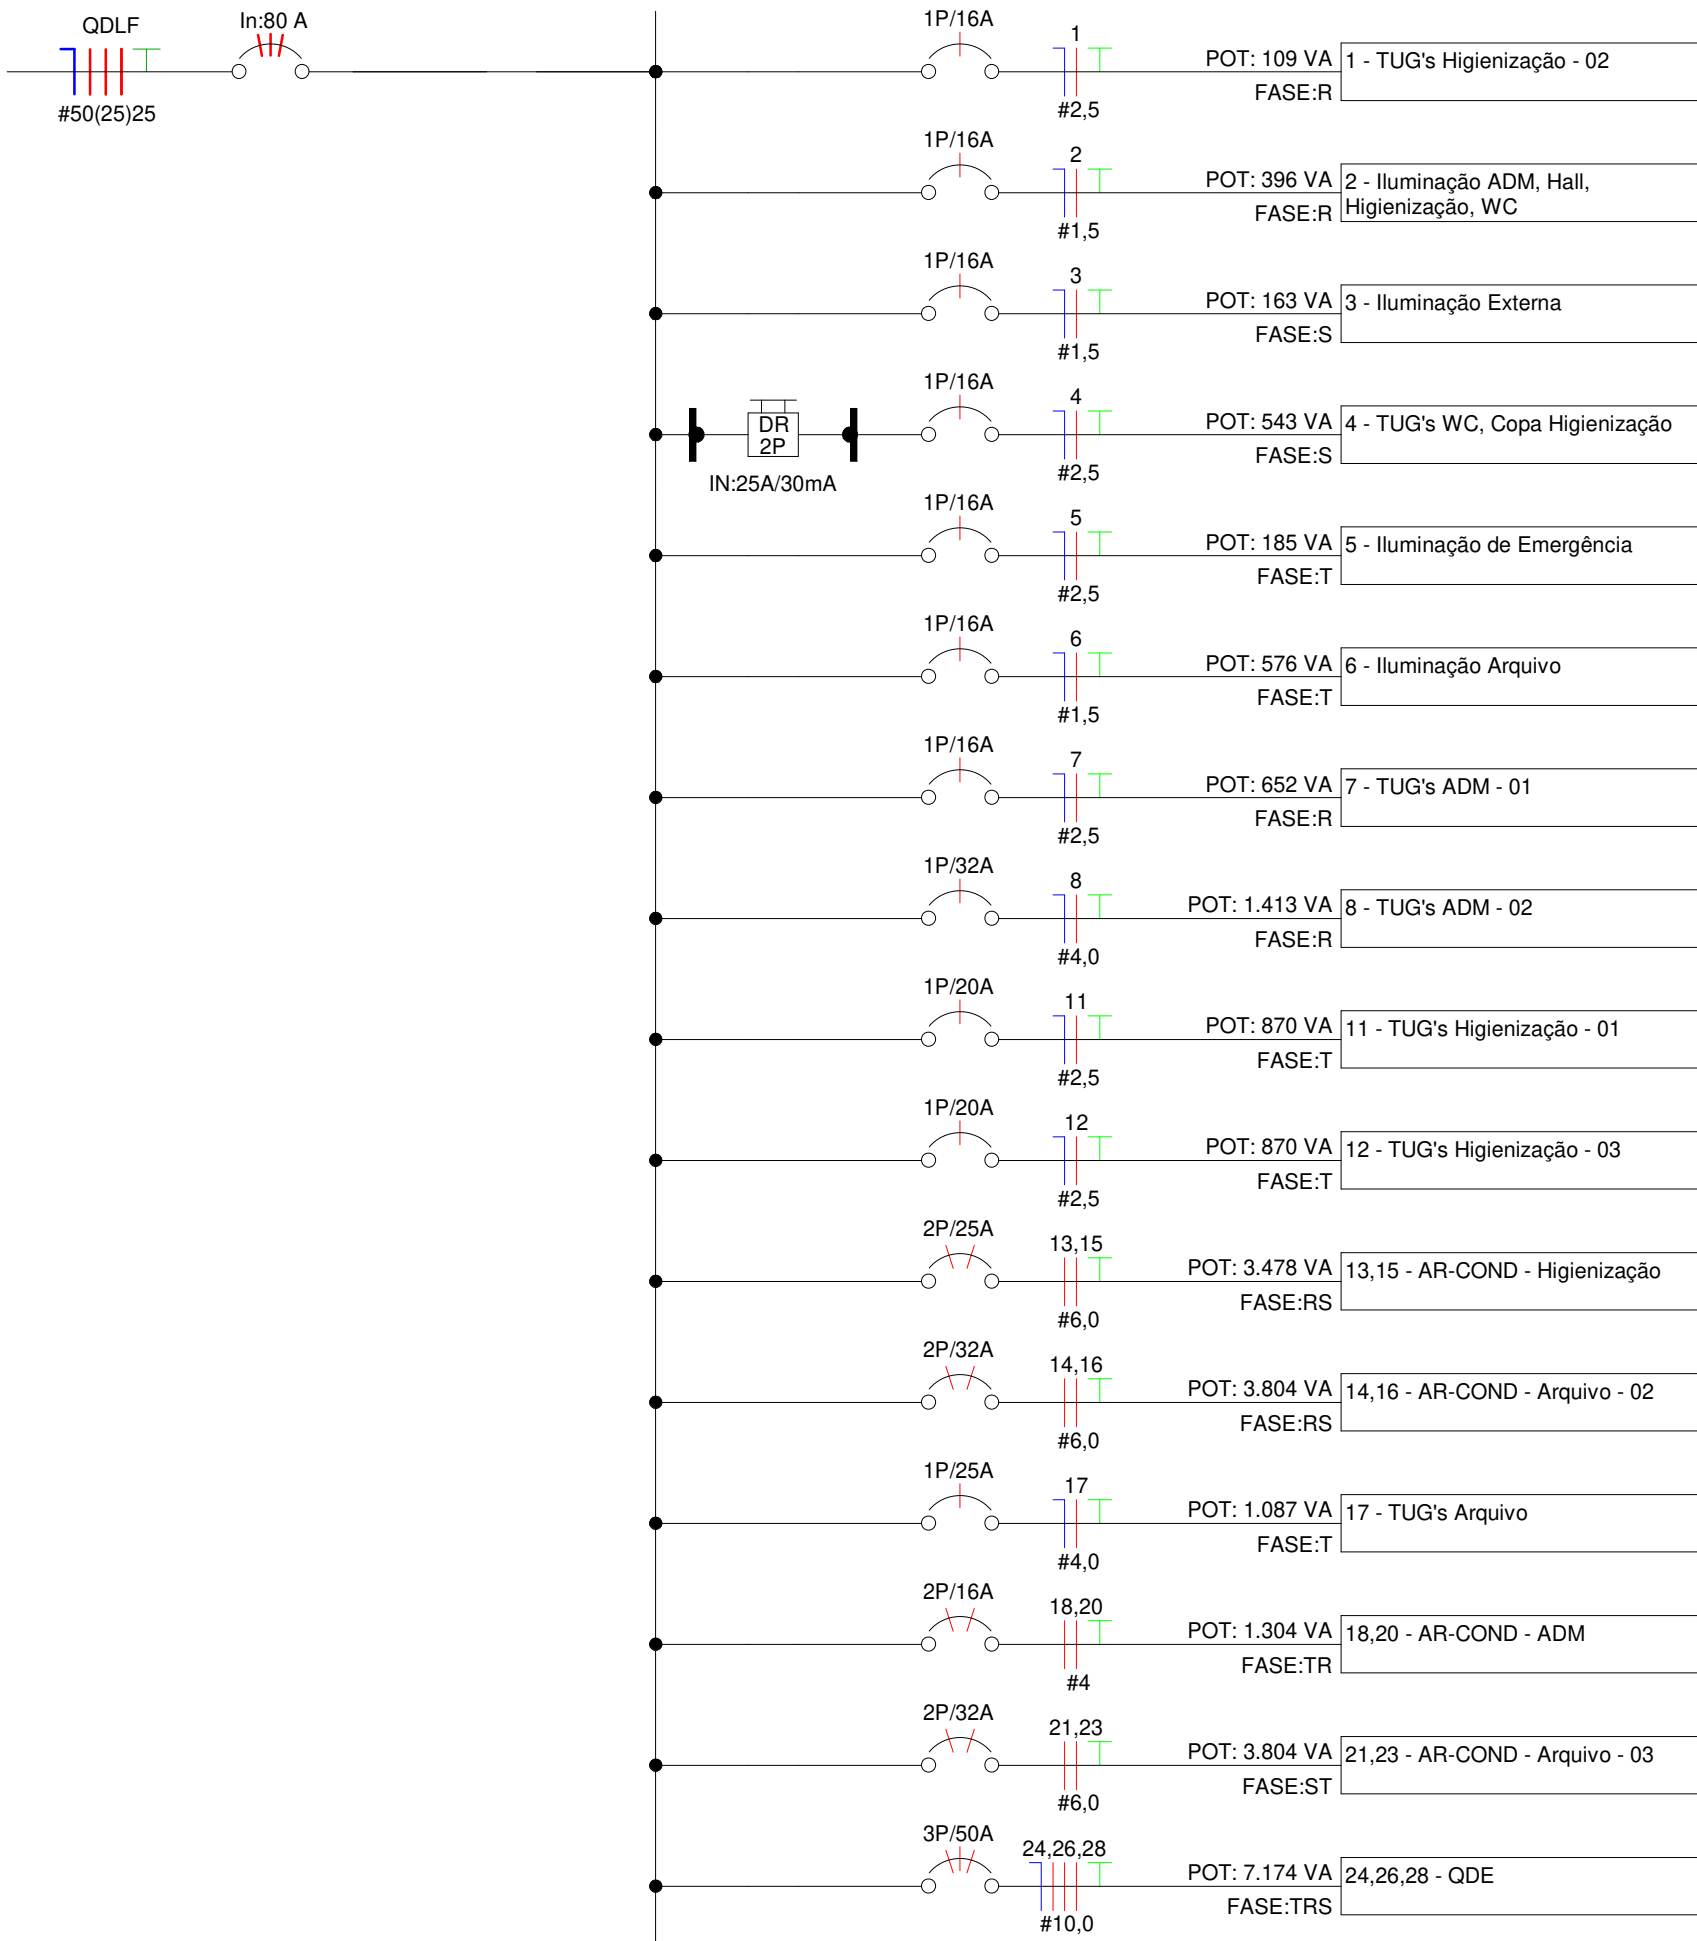 QDLF
In:80 A
#50(25)25
1P/16A
1
#2,5
POT: 109 VA
FASE:R
1 - TUG's Higienização - 02
1P/16A
2
#1,5
POT: 396 VA
FASE:R
2 - Iluminação ADM, Hall,
Higienização, WC
1P/16A
3
#1,5
POT: 163 VA
FASE:S
3 - Iluminação Externa
DR
2P
IN:25A/30mA
1P/16A
4
#2,5
POT: 543 VA
FASE:S
4 - TUG's WC, Copa Higienização
1P/16A
5
#2,5
POT: 185 VA
FASE:T
5 - Iluminação de Emergência
1P/16A
6
#1,5
POT: 576 VA
FASE:T
6 - Iluminação Arquivo
1P/16A
7
#2,5
POT: 652 VA
FASE:R
7 - TUG's ADM - 01
1P/32A
8
#4,0
POT: 1.413 VA
FASE:R
8 - TUG's ADM - 02
1P/20A
11
#2,5
POT: 870 VA
FASE:T
11 - TUG's Higienização - 01
1P/20A
12
#2,5
POT: 870 VA
FASE:T
12 - TUG's Higienização - 03
2P/25A
13,15
#6,0
POT: 3.478 VA
FASE:RS
13,15 - AR-COND - Higienização
2P/32A
14,16
#6,0
POT: 3.804 VA
FASE:RS
14,16 - AR-COND - Arquivo - 02
1P/25A
17
#4,0
POT: 1.087 VA
FASE:T
17 - TUG's Arquivo
2P/16A
18,20
#4
POT: 1.304 VA
FASE:TR
18,20 - AR-COND - ADM
2P/32A
21,23
#6,0
POT: 3.804 VA
FASE:ST
21,23 - AR-COND - Arquivo - 03
3P/50A
24,26,28
#10,0
POT: 7.174 VA
FASE:TRS
24,26,28 - QDE